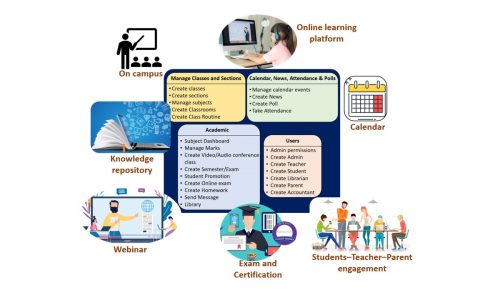 Online learning
platform
On campus
Manage Classes and Sections
• Create classes
• Create sections
• Manage subjects
• Create Classrooms
• Create Class Routine
Calendar, News, Attendance & Polls
• Manage calendar events
• Create News
• Create Poll
• Take Attendance
Calendar
Knowledge
repository
Academic
• Subject Dashboard
• Manage Marks
• Create Video/Audio conference
class
• Create Semester/Exam
• Student Promotion
• Create Online exam
• Create Homework
• Send Message
• Library
Users
• Admin permissions
• Create Admin
• Create Teacher
• Create Student
• Create Librarian
• Create Parent
• Create Accountant
Webinar
Exam and
Certification
Students–Teacher–Parent
engagement